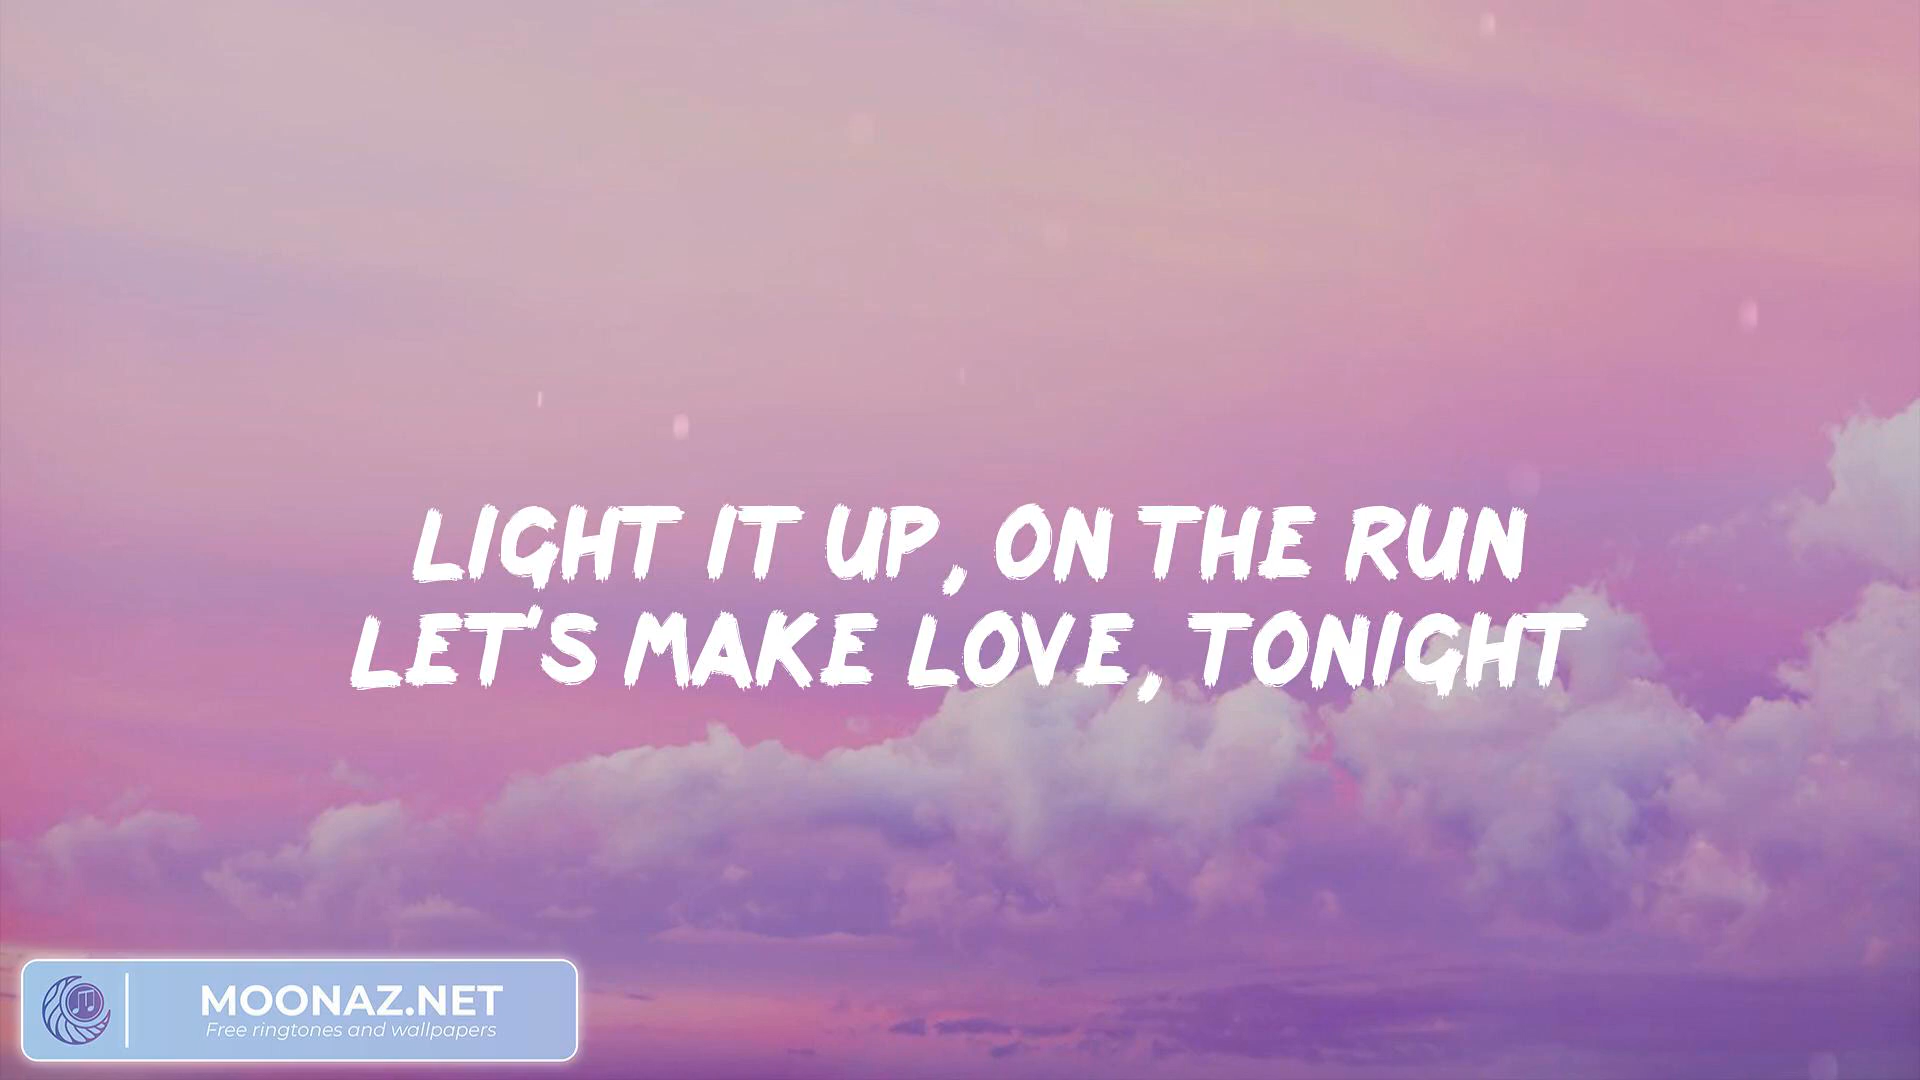 LIGHT IT UP, ON THE RUN
LET'S MAKE LOVE, TONIGHT
MOONAZ.NET
Free ringtones and wallpapers